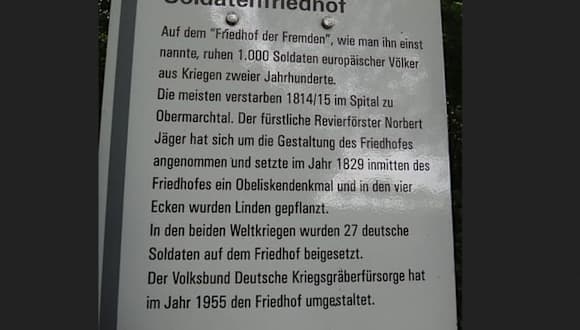 Soldatenfriedhof
Auf dem "Friedhof der Fremden", wie man ihn einst
nannte, ruhen 1.000 Soldaten europäischer Völker
aus Kriegen zweier Jahrhunderte.
Die meisten verstarben 1814/15 im Spital zu
Obermarchtal. Der fürstliche Revierförster Norbert
Jäger hat sich um die Gestaltung des Friedhofes
angenommen und setzte im Jahr 1829 inmitten des
Friedhofes ein Obeliskendenkmal und in den vier
Ecken wurden Linden gepflanzt.
In den beiden Weltkriegen wurden 27 deutsche
Soldaten auf dem Friedhof beigesetzt.
Der Volksbund Deutsche Kriegsgräberfürsorge hat
im Jahr 1955 den Friedhof umgestaltet.